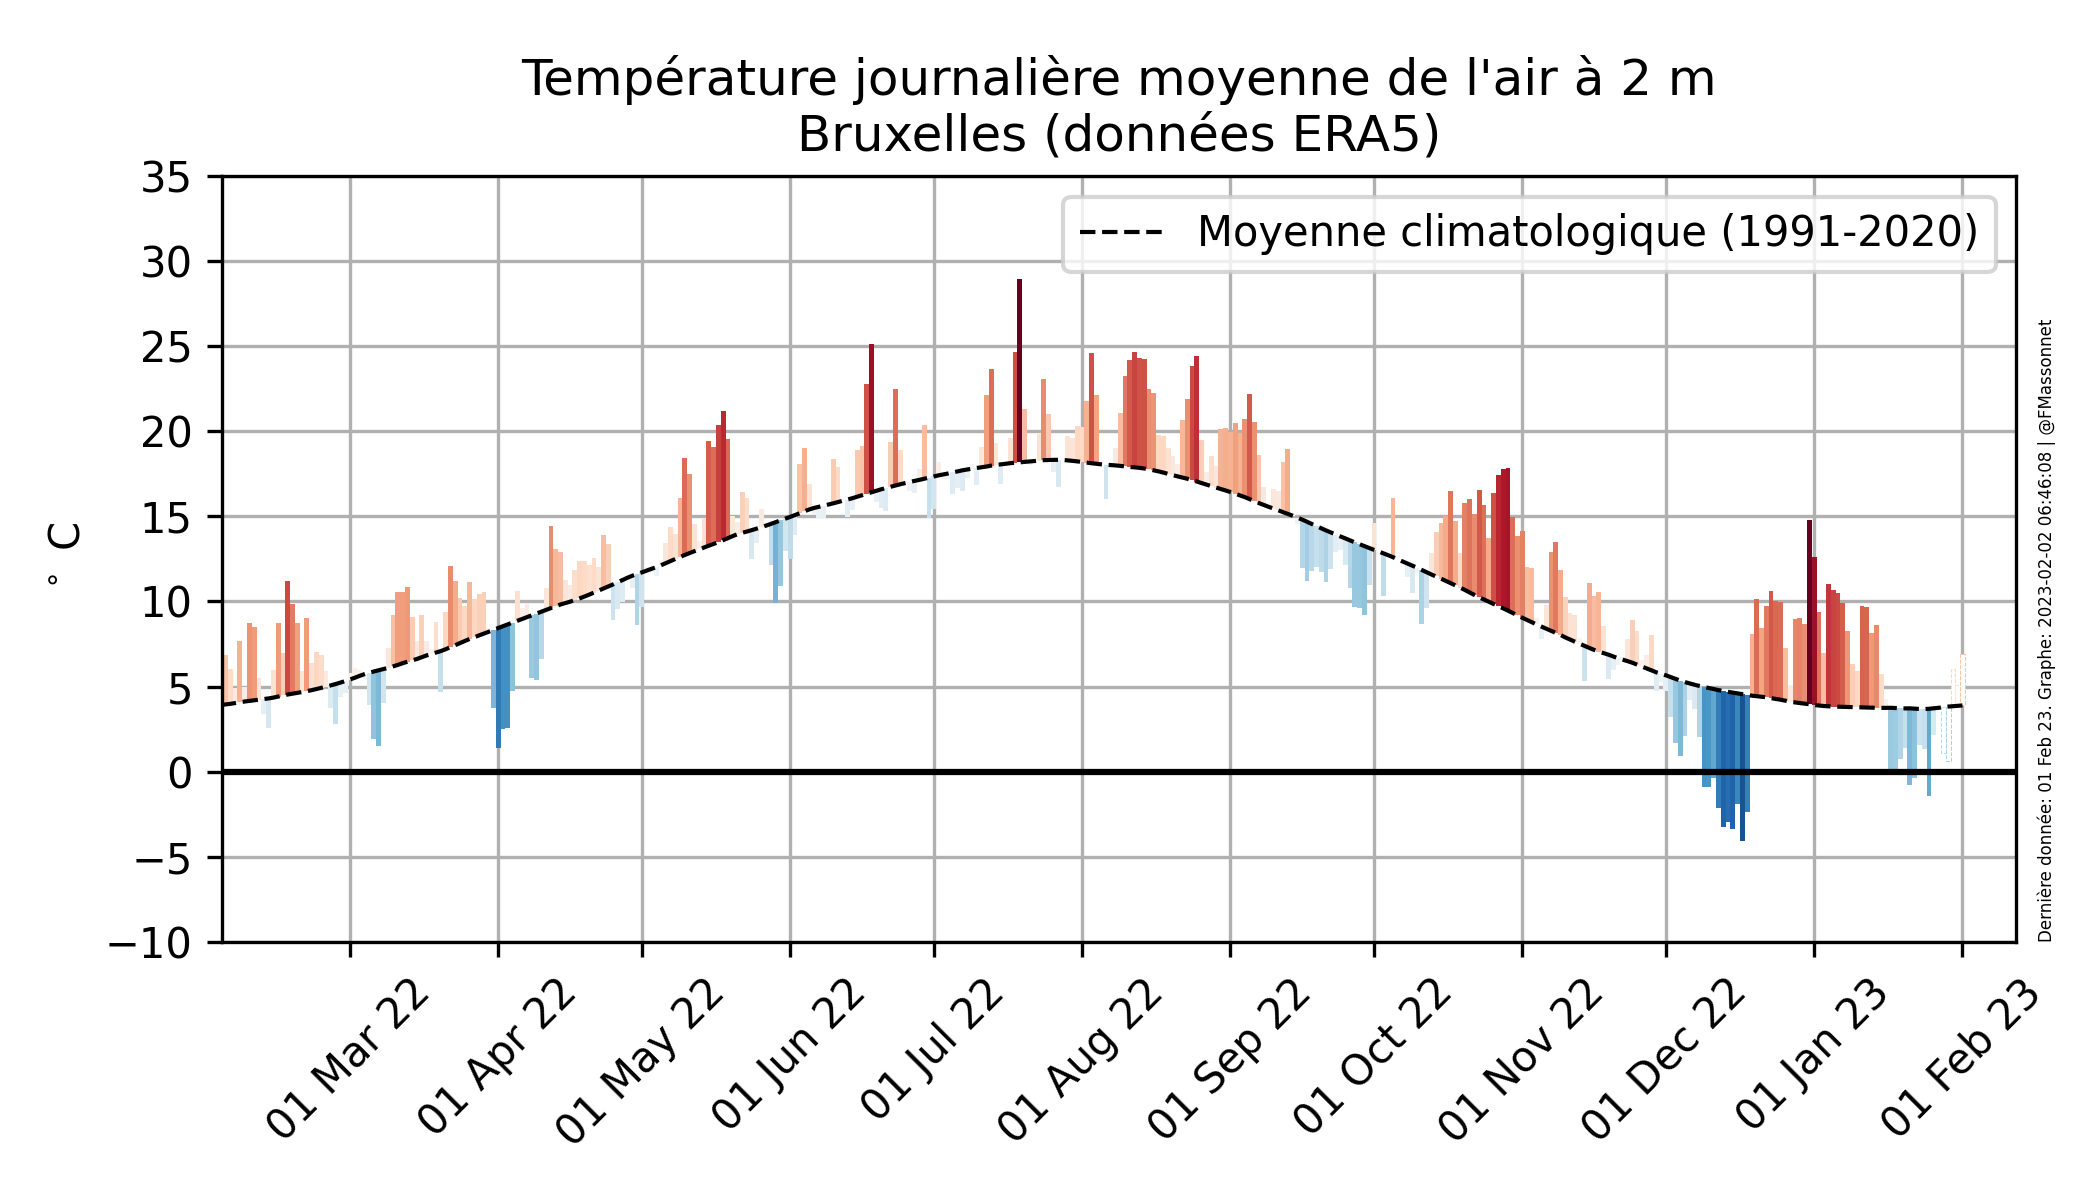 Température journalière moyenne de l'air à 2 m
Bruxelles (données ERA5)
Moyenne climatologique (1991-2020)
° C
35
30
25
20
15
10
5
0
−5
−10
01 Mar 22
01 Apr 22
01 May 22
01 Jun 22
01 Jul 22
01 Aug 22
01 Sep 22
01 Oct 22
01 Nov 22
01 Dec 22
01 Jan 23
01 Feb 23
Dernière donnée: 01 Feb 23. Graphe: 2023-02-02 06:46:08 | @FMassonnet